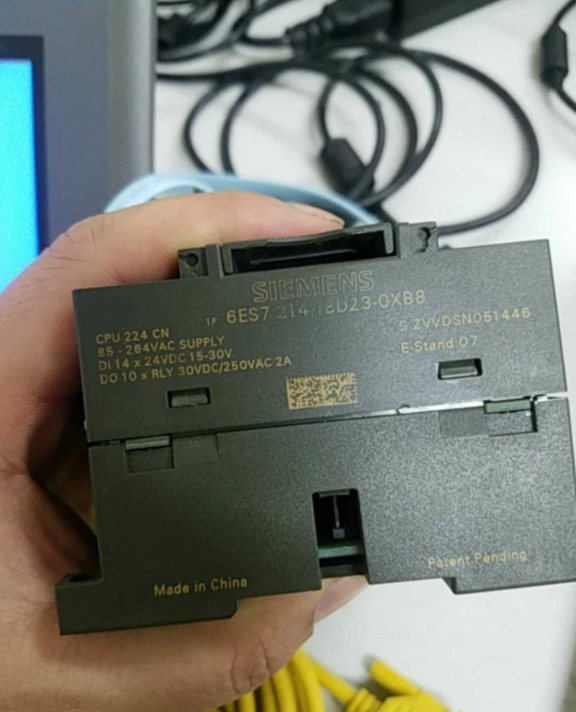 SIEMENS
1P 6ES7 214-1BD23-0XB8
CPU 224 CN
85 - 264VAC SUPPLY
DI 14 x 24VDC 15-30V
DO 10 x RLY 30VDC/250VAC 2A
S ZVVDSN051446
E-Stand 07
Made in China
Patent Pending